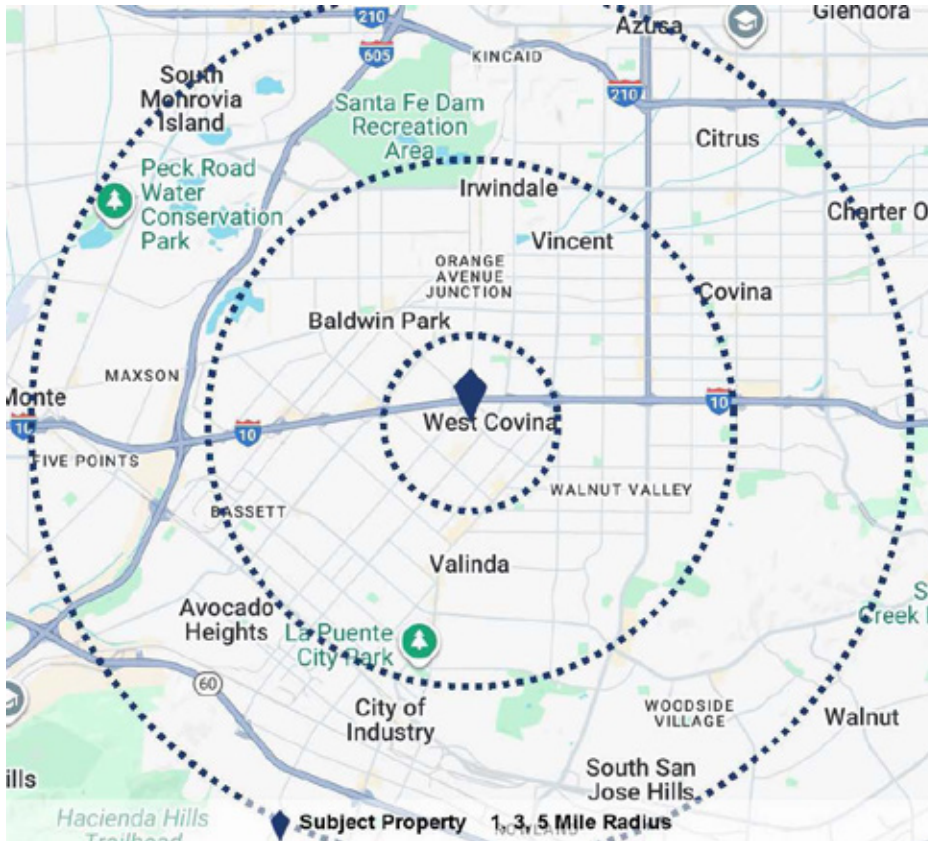 210
Azusa
Glendora
605
KINCAID
South
Monrovia
Island
210
Santa Fe Dam
Recreation
Area
Citrus
Peck Road
Water
Conservation
Park
Irwindale
Charter O
Vincent
ORANGE
AVENUE
JUNCTION
Covina
Baldwin Park
MAXSON
Monte
10
10
10
West Covina
FIVE POINTS
WALNUT VALLEY
BASSETT
Valinda
Avocado
Heights
La Puente
City Park
S
Creek
60
City of
Industry
WOODSIDE
VILLAGE
Walnut
South San
Jose Hills
ills
Hacienda Hills
Trailhead
Subject Property 1, 3, 5 Mile Radius
ROWLAND